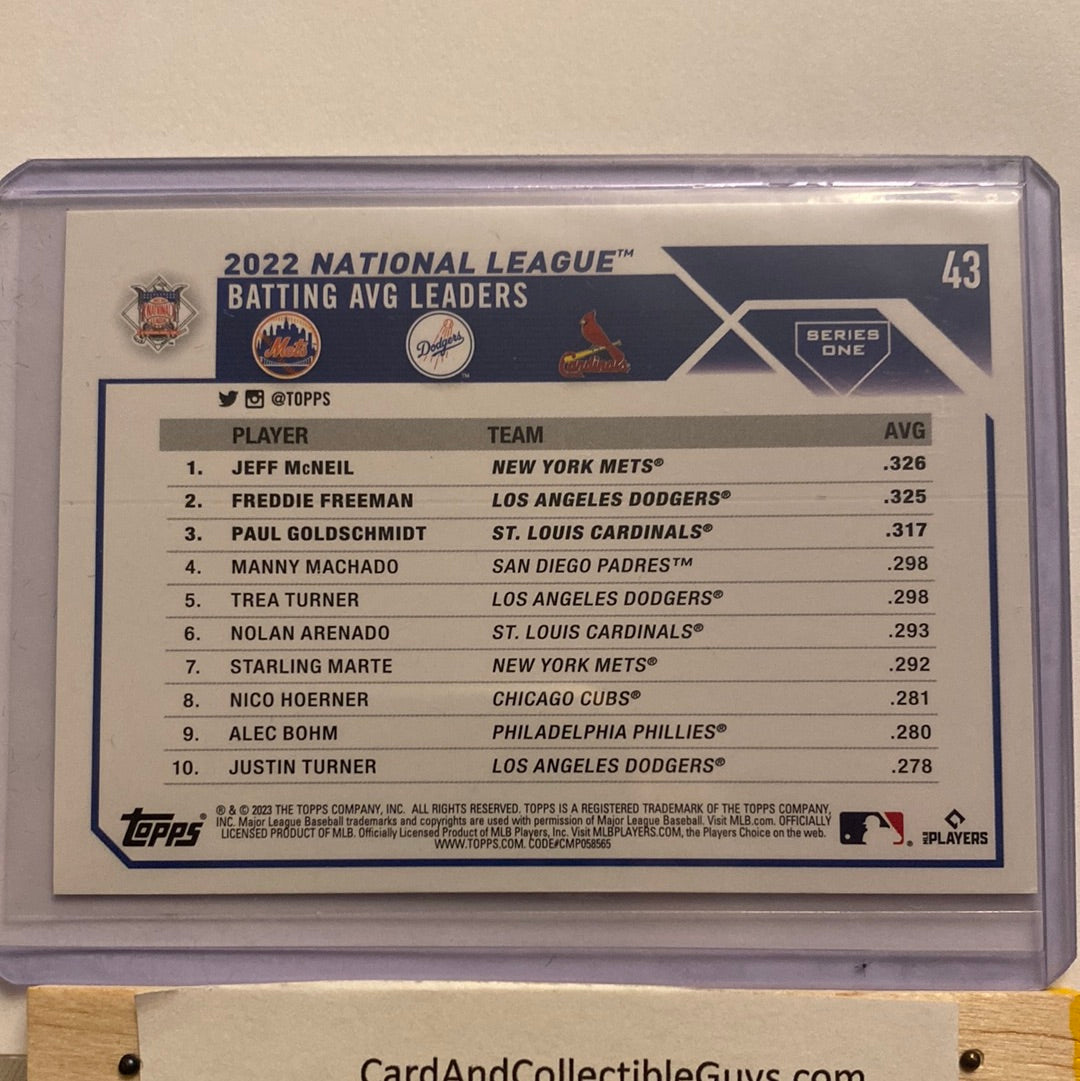 2022 NATIONAL LEAGUE™
BATTING AVG LEADERS
43
NATIONAL
Mets
Dodgers
™
Cardinals
SERIES
ONE
@TOPPS
PLAYER TEAM AVG
1. JEFF McNEIL NEW YORK METS® .326
2. FREDDIE FREEMAN LOS ANGELES DODGERS® .325
3. PAUL GOLDSCHMIDT ST. LOUIS CARDINALS® .317
4. MANNY MACHADO SAN DIEGO PADRES™ .298
5. TREA TURNER LOS ANGELES DODGERS® .298
6. NOLAN ARENADO ST. LOUIS CARDINALS® .293
7. STARLING MARTE NEW YORK METS® .292
8. NICO HOERNER CHICAGO CUBS® .281
9. ALEC BOHM PHILADELPHIA PHILLIES® .280
10. JUSTIN TURNER LOS ANGELES DODGERS® .278
topps®
® & © 2023 THE TOPPS COMPANY, INC. ALL RIGHTS RESERVED. TOPPS IS A REGISTERED TRADEMARK OF THE TOPPS COMPANY,
INC. Major League Baseball trademarks and copyrights are used with permission of Major League Baseball. Visit MLB.com. OFFICIALLY
LICENSED PRODUCT OF MLB. Officially Licensed Product of MLB Players, Inc. Visit MLBPLAYERS.COM, the Players Choice on the web.
WWW.TOPPS.COM. CODE#CMP058565
MLB PLAYERS
CardAndCollectibleGuys.com